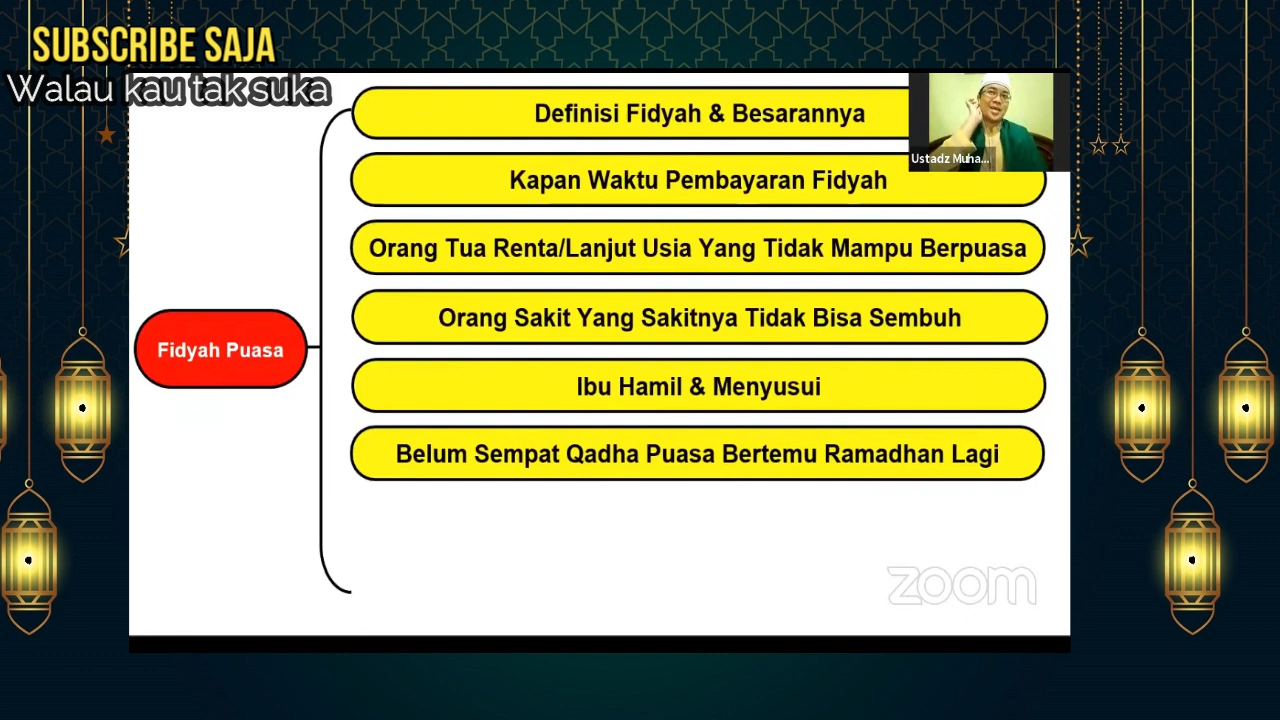 SUBSCRIBE SAJA
Walau kau tak suka
Definisi Fidyah & Besarannya
Ustadz Muha...
Kapan Waktu Pembayaran Fidyah
Orang Tua Renta/Lanjut Usia Yang Tidak Mampu Berpuasa
Orang Sakit Yang Sakitnya Tidak Bisa Sembuh
Fidyah Puasa
Ibu Hamil & Menyusui
Belum Sempat Qadha Puasa Bertemu Ramadhan Lagi
zoom